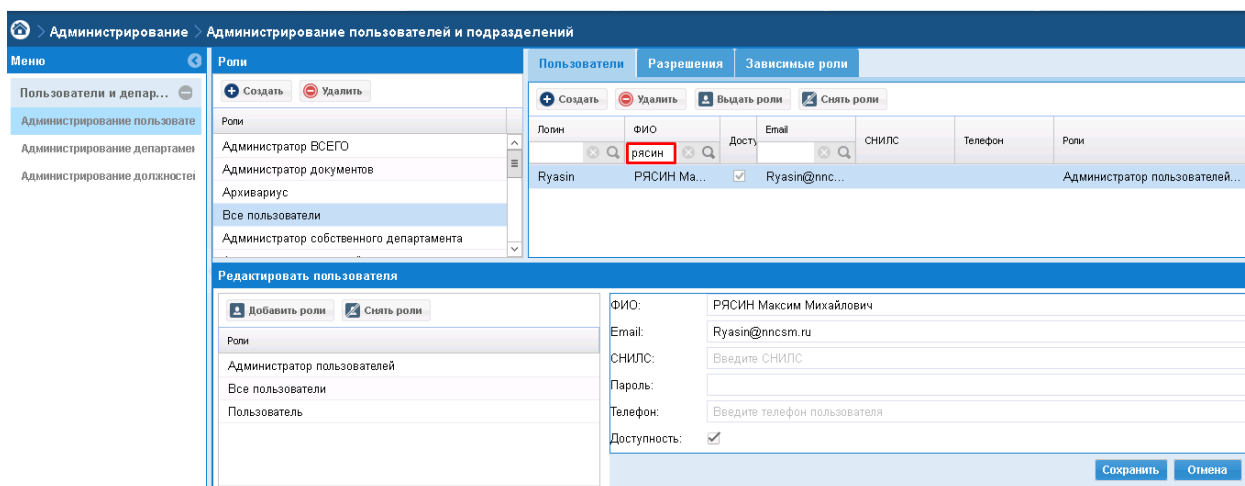 Администрирование > Администрирование пользователей и подразделений
Меню
Пользователи и депар...
Администрирование пользовате
Администрирование департамен
Администрирование должностей
Роли
Создать Удалить
Роли
Администратор ВСЕГО
Администратор документов
Архивариус
Все пользователи
Администратор собственного департамента
Пользователи Разрешения Зависимые роли
Создать Удалить Выдать роли Снять роли
Логин ФИО Досту Email СНИЛС Телефон Роли
рясин
Ryasin РЯСИН Ма... Ryasin@nnc... Администратор пользователей...
Редактировать пользователя
Добавить роли Снять роли
Роли
Администратор пользователей
Все пользователи
Пользователь
ФИО: РЯСИН Максим Михайлович
Email: Ryasin@nncsm.ru
СНИЛС: Введите СНИЛС
Пароль:
Телефон: Введите телефон пользователя
Доступность:
Сохранить Отмена